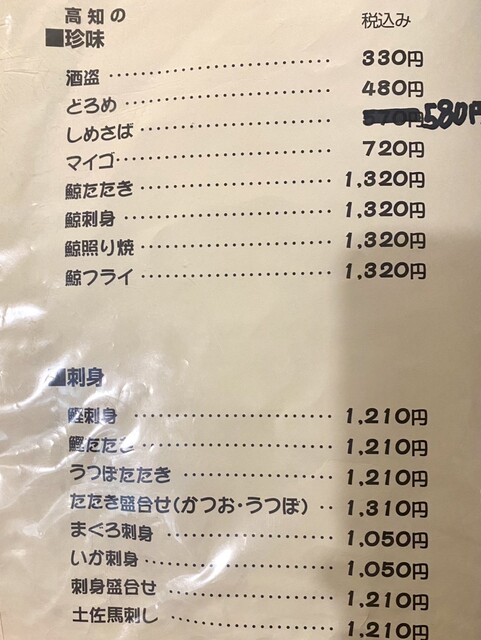 高知の
■珍味 税込み
酒盗 330円
どろめ 480円
しめさば 570円 580円
マイゴ 720円
鯨たたき 1,320円
鯨刺身 1,320円
鯨照り焼 1,320円
鯨フライ 1,320円
■刺身
鰹刺身 1,210円
鰹たたき 1,210円
うつぼたたき 1,210円
たたき盛合せ(かつお・うつぼ) 1,310円
まぐろ刺身 1,050円
いか刺身 1,050円
刺身盛合せ 1,210円
土佐馬刺し 1,210円